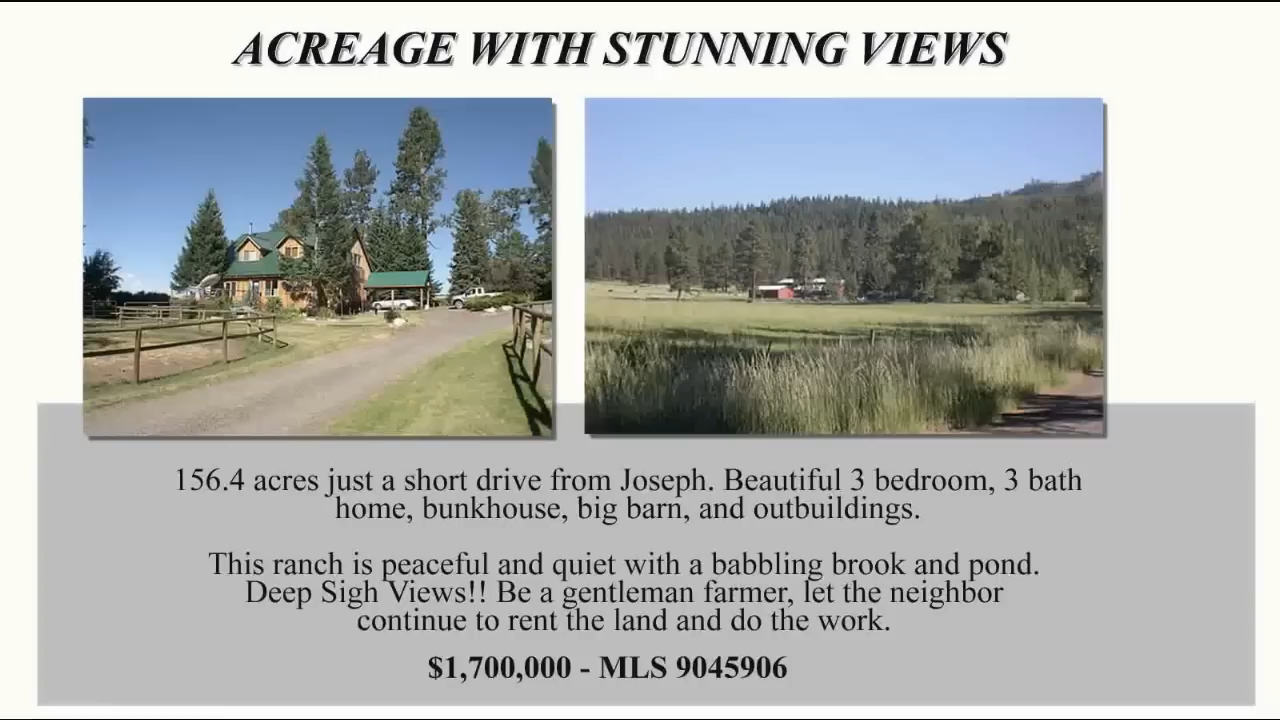 ACREAGE WITH STUNNING VIEWS
156.4 acres just a short drive from Joseph. Beautiful 3 bedroom, 3 bath
home, bunkhouse, big barn, and outbuildings.
This ranch is peaceful and quiet with a babbling brook and pond.
Deep Sigh Views!! Be a gentleman farmer, let the neighbor
continue to rent the land and do the work.
$1,700,000 - MLS 9045906